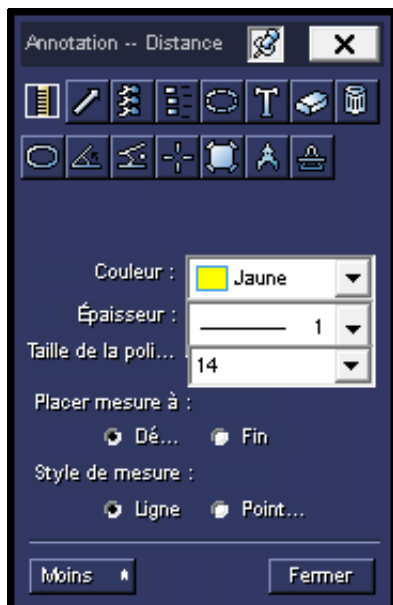 Annotation -- Distance
Couleur : Jaune
Épaisseur : 1
Taille de la poli... : 14
Placer mesure à :
Dé... Fin
Style de mesure :
Ligne Point...
Moins Fermer